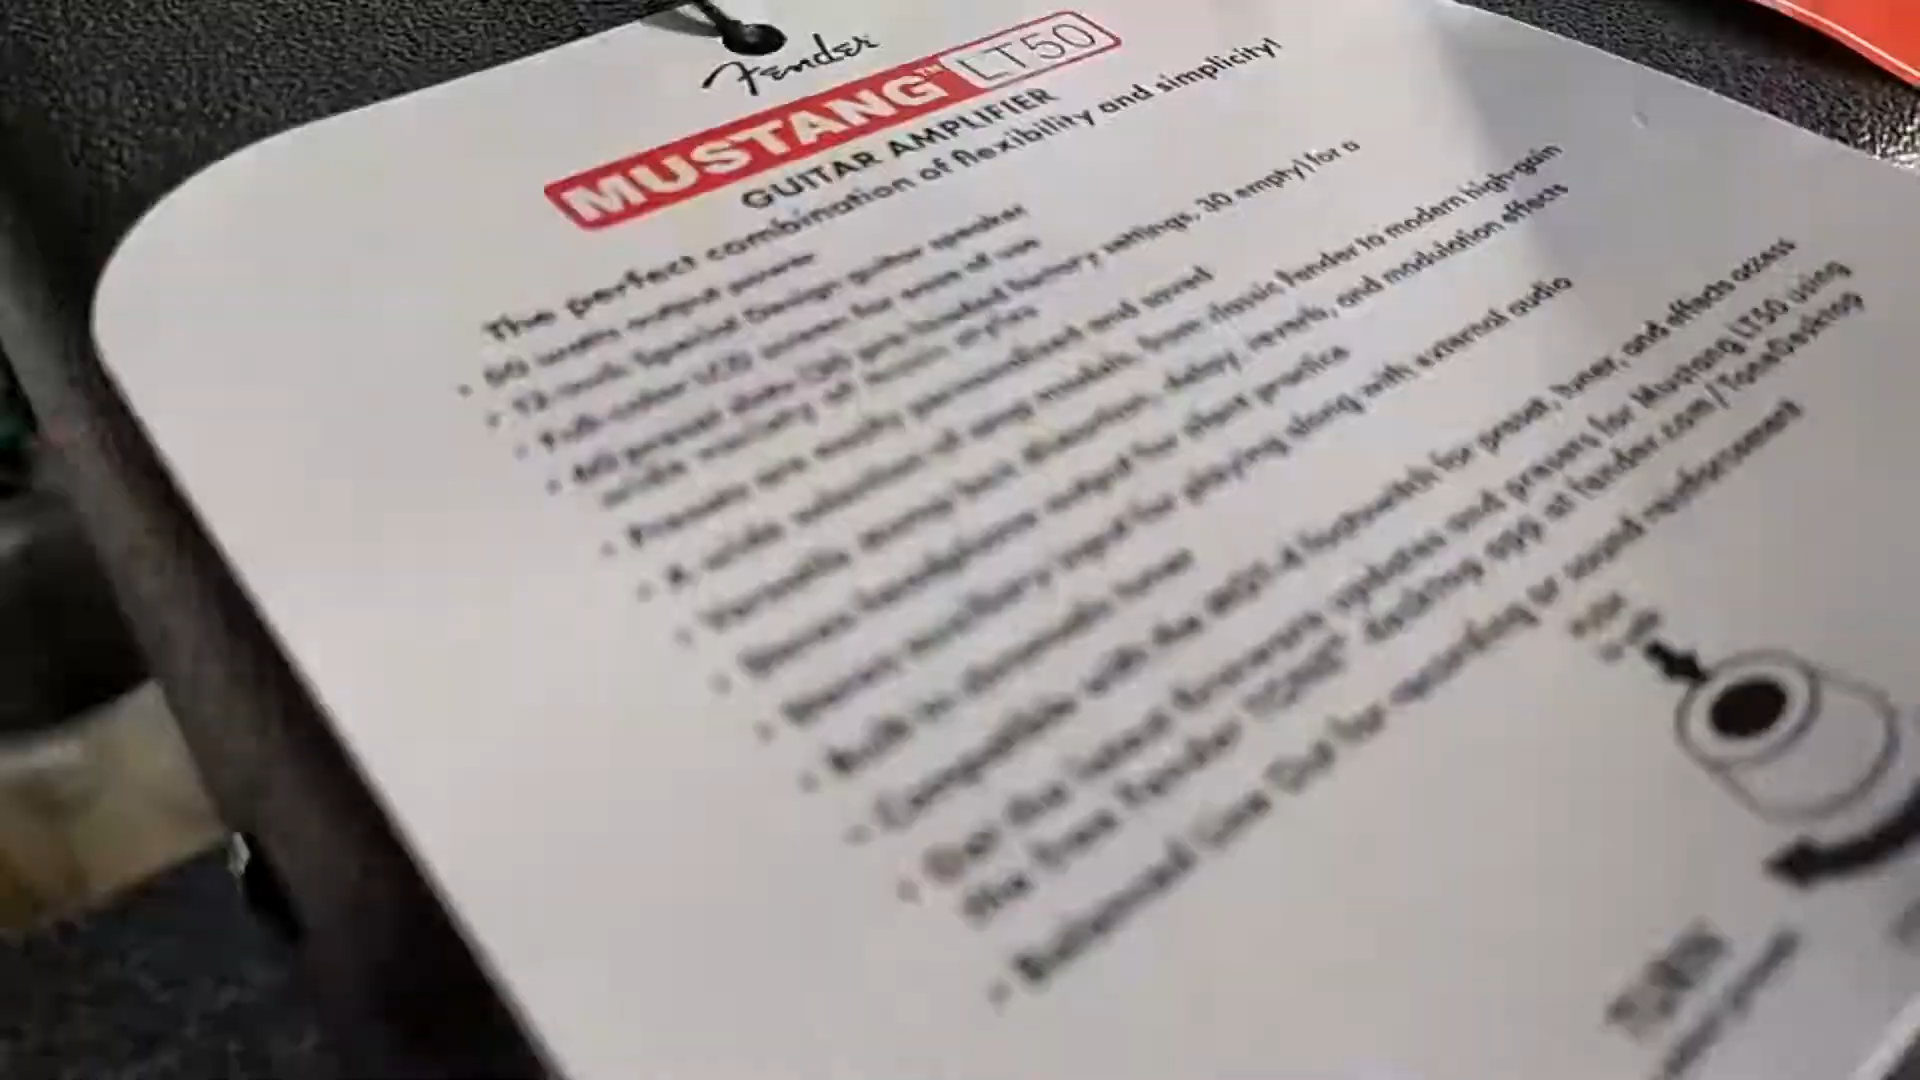 Fender
MUSTANG™ LT50
GUITAR AMPLIFIER
The perfect combination of flexibility and simplicity!
• 50 watts output power
• 12-inch Special Design guitar speaker
• Full-color LCD screen for ease of use
• 60 preset slots (30 pre-loaded factory settings, 30 empty) for a
wide variety of music styles
• Presets are easily personalized and saved
• A wide selection of amp models, from classic Fender to modern high-gain
• Versatile stomp box distortion, delay, reverb, and modulation effects
• Stereo headphone output for silent practice
• Stereo auxiliary input for playing along with external audio
• Built-in chromatic tuner
• Compatible with the MGT-4 footswitch for preset, tuner, and effects access
• Get the latest firmware updates and presets for Mustang LT50 using
the free Fender TONE® desktop app at fender.com/ToneDesktop
• Balanced Line Out for recording or sound reinforcement